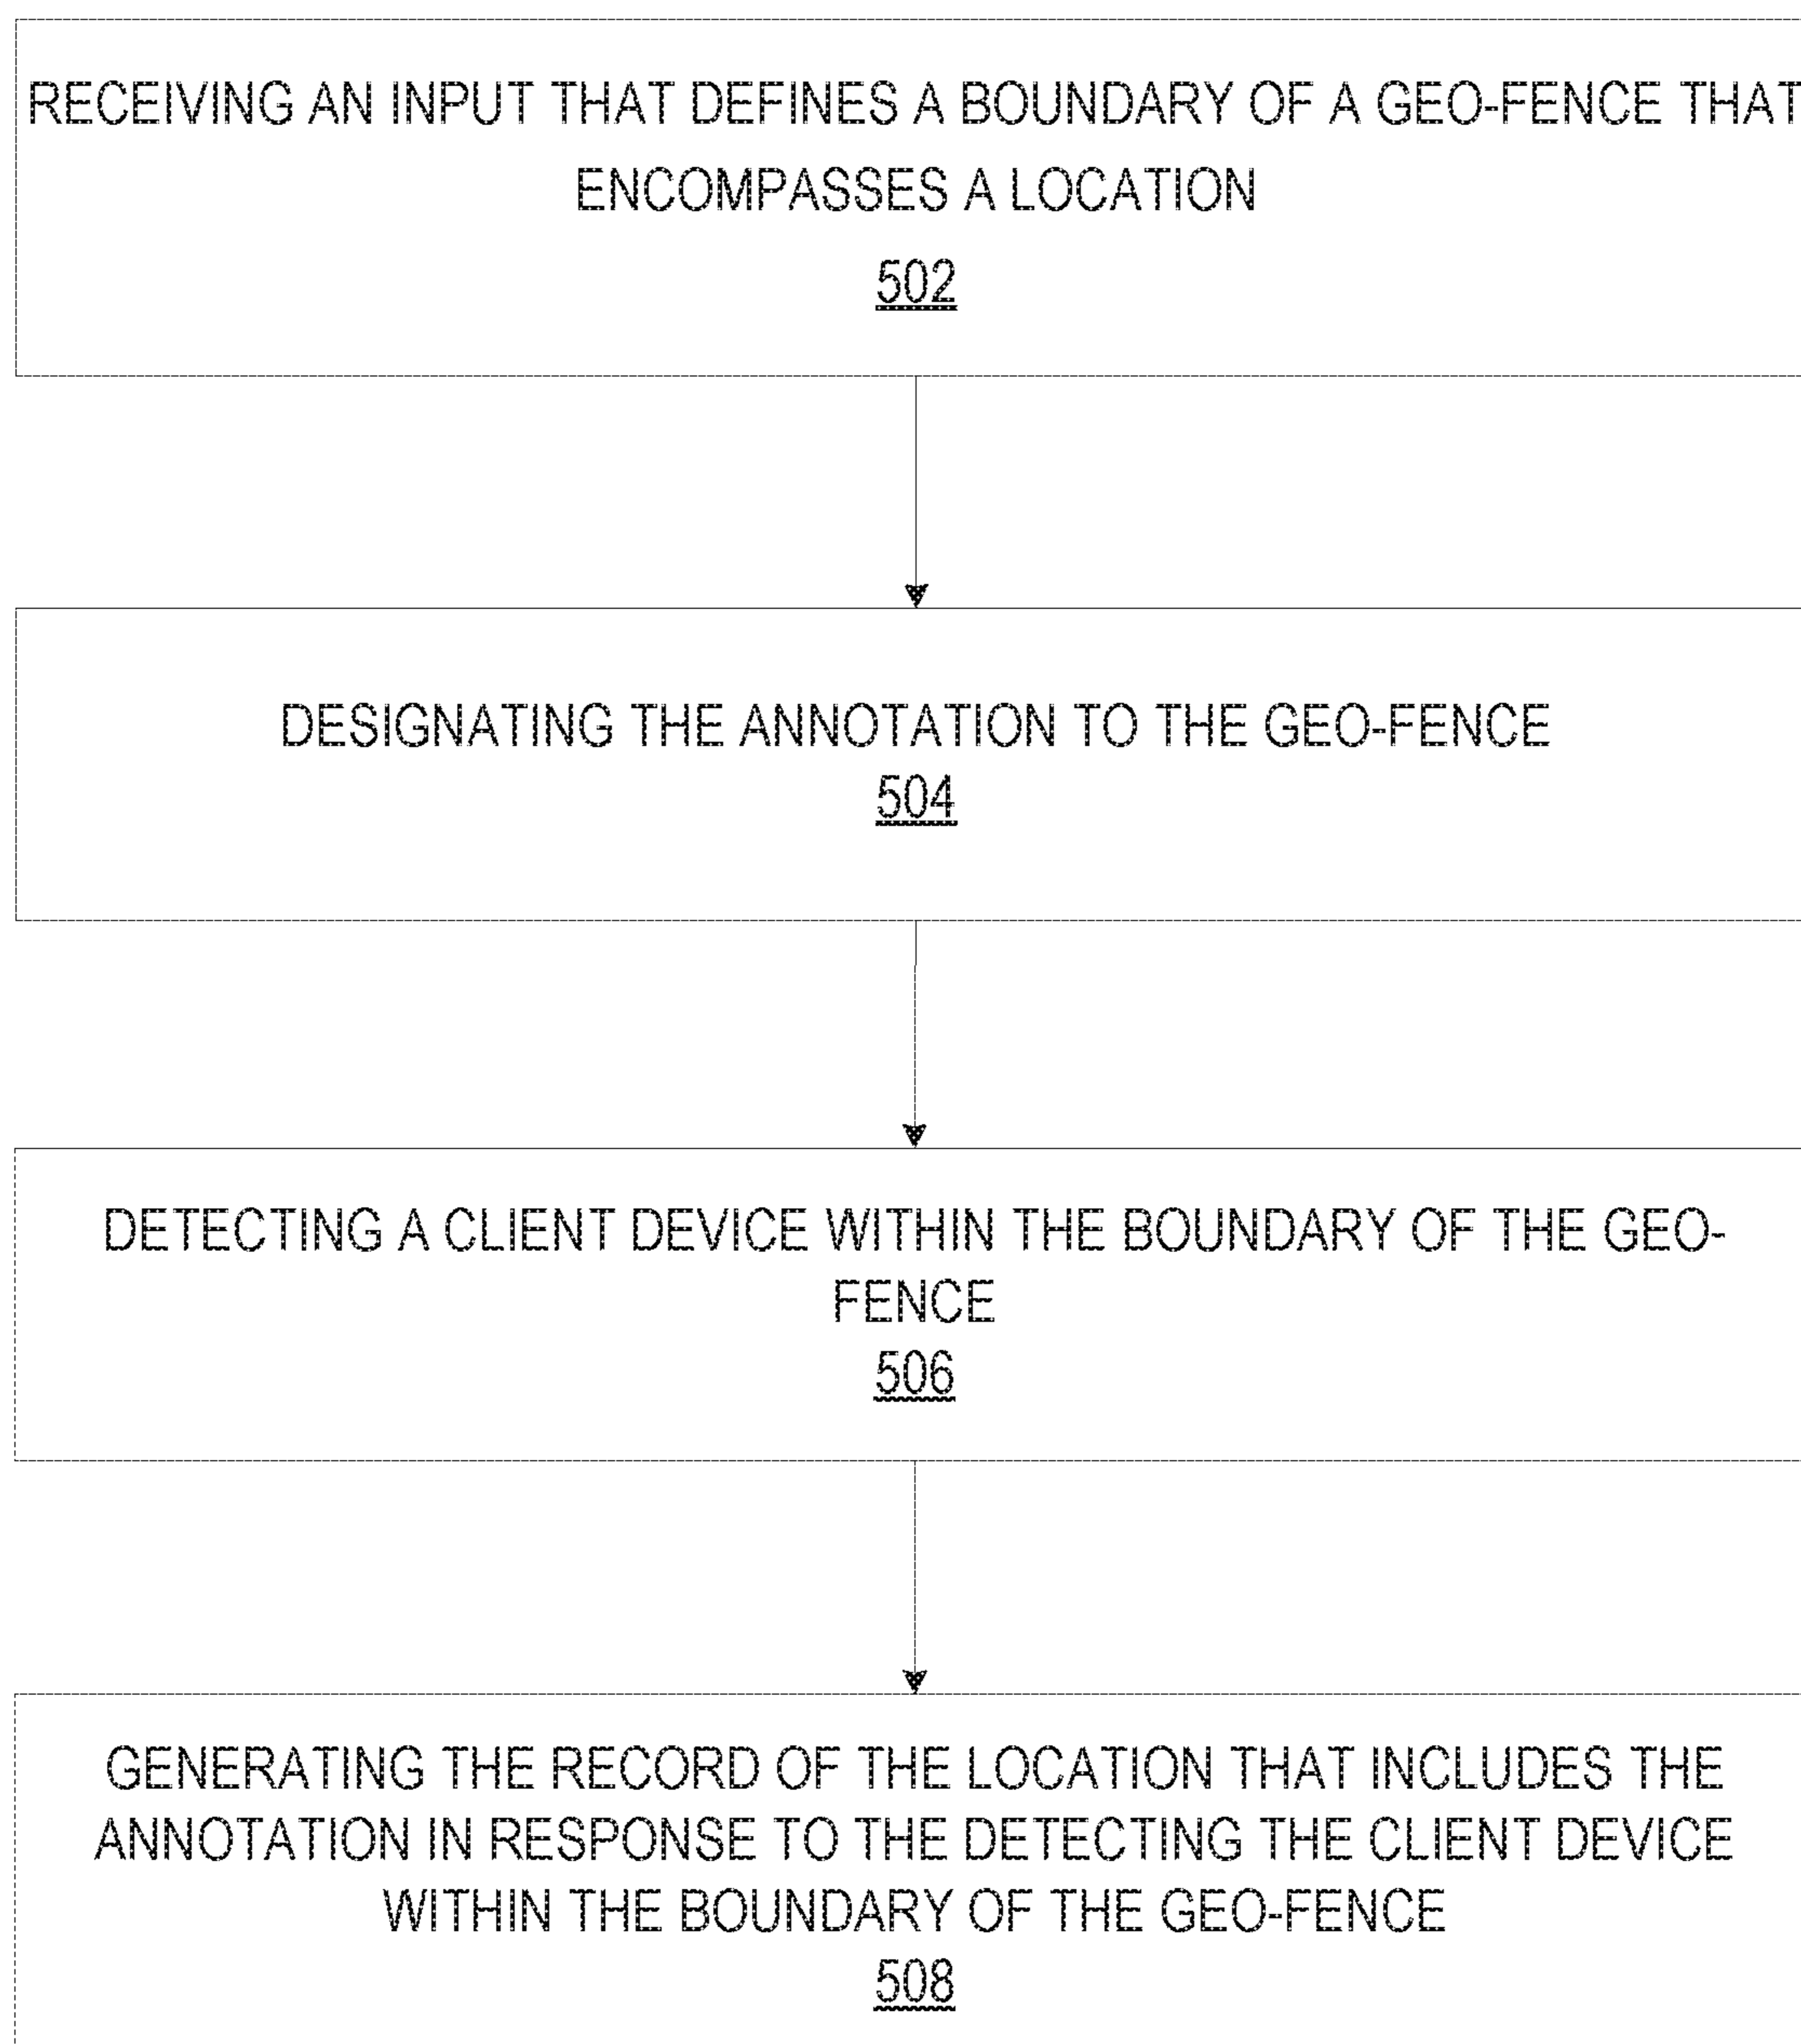 RECEIVING AN INPUT THAT DEFINES A BOUNDARY OF A GEO-FENCE THAT
ENCOMPASSES A LOCATION
502
DESIGNATING THE ANNOTATION TO THE GEO-FENCE
504
DETECTING A CLIENT DEVICE WITHIN THE BOUNDARY OF THE GEO-
FENCE
506
GENERATING THE RECORD OF THE LOCATION THAT INCLUDES THE
ANNOTATION IN RESPONSE TO THE DETECTING THE CLIENT DEVICE
WITHIN THE BOUNDARY OF THE GEO-FENCE
508